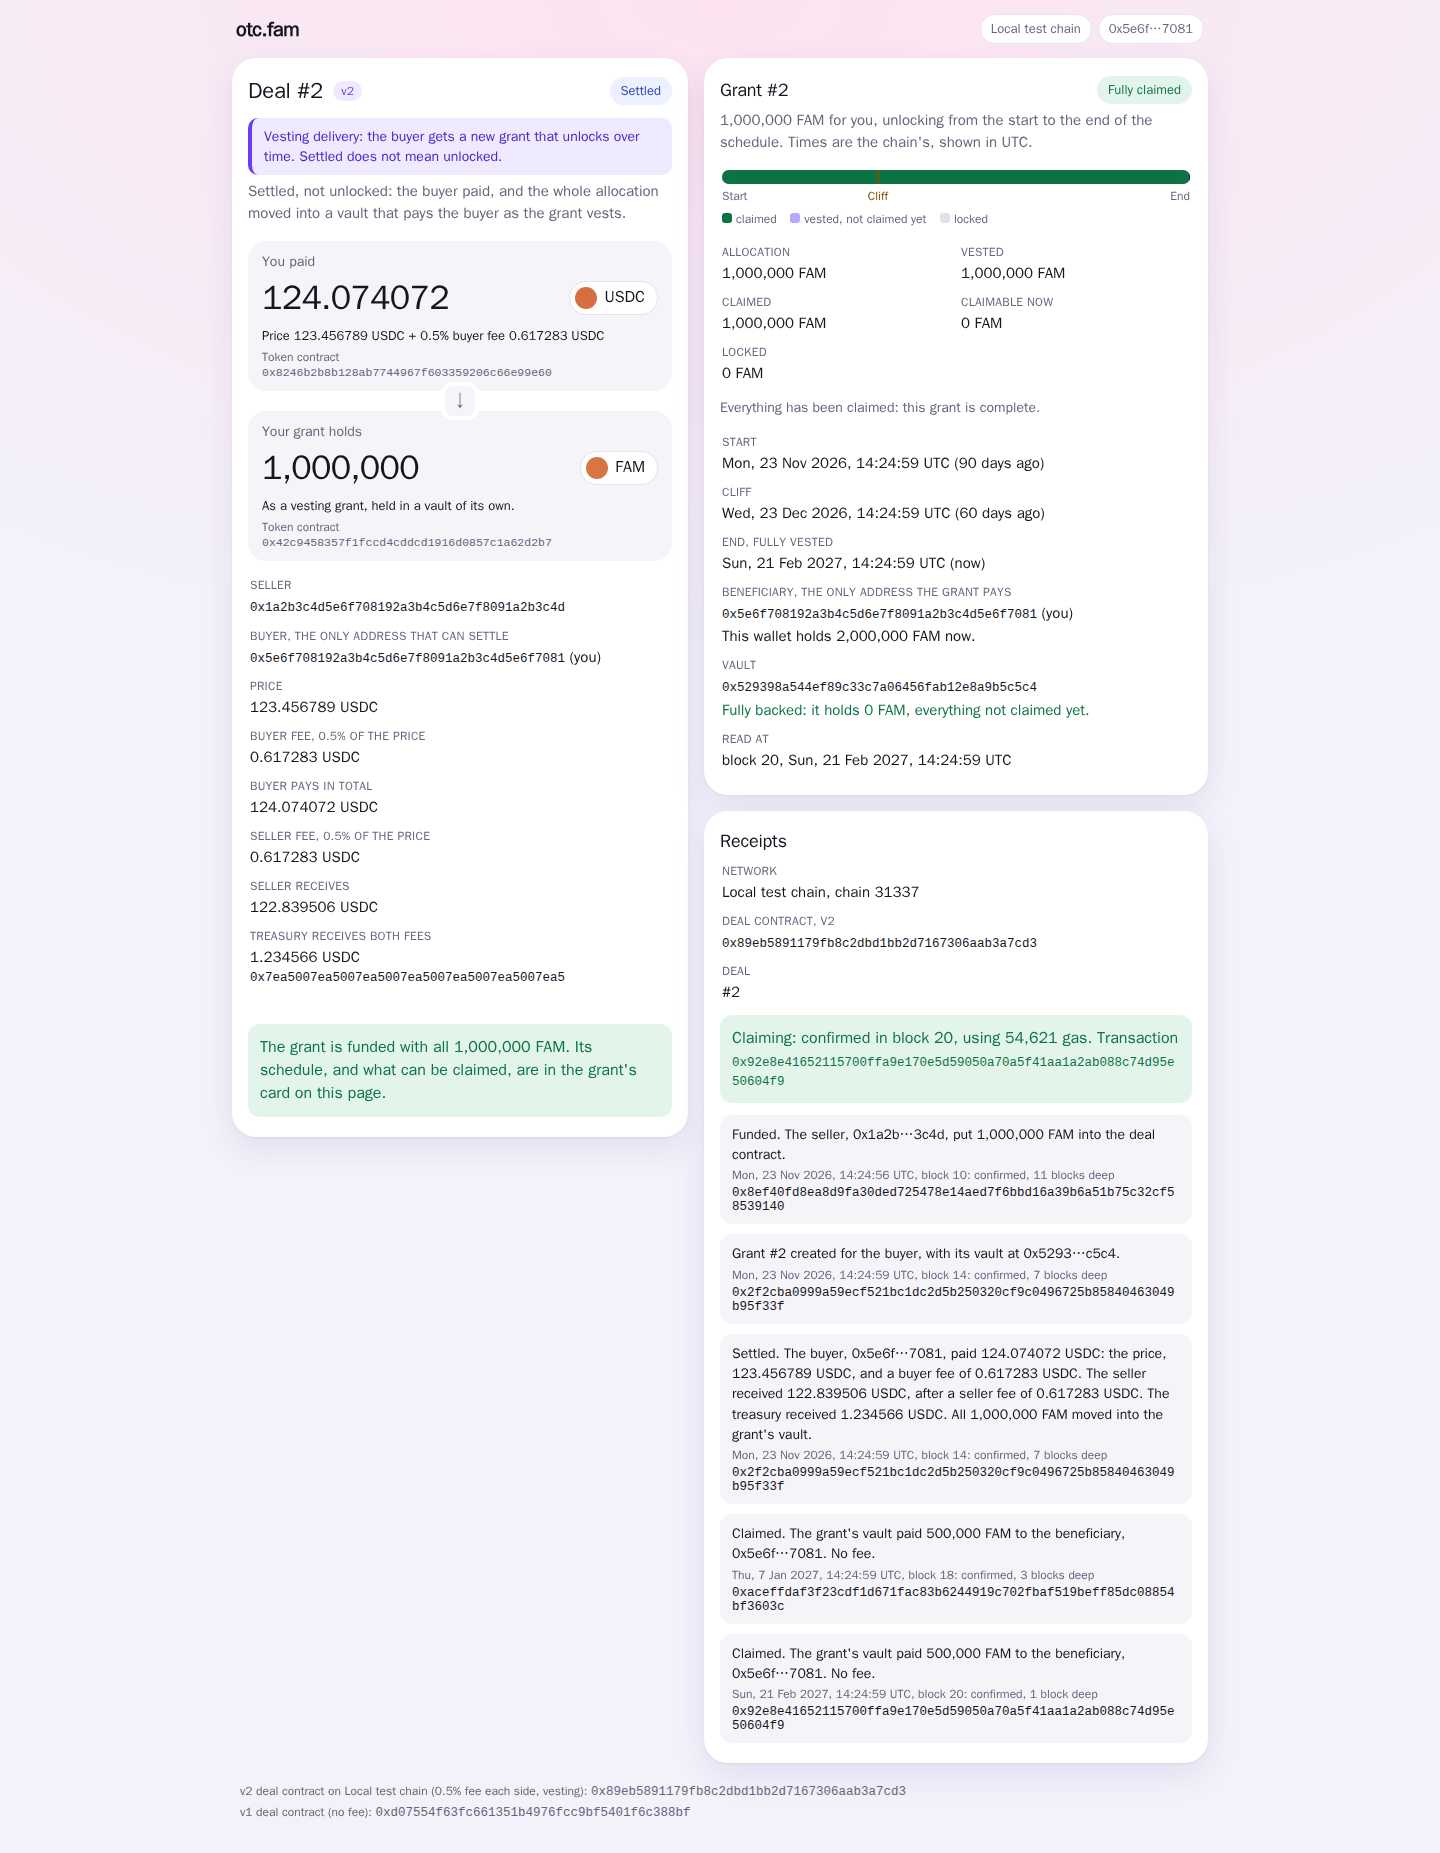 otc.fam
Local test chain
0x5e6f···7081
Deal #2
v2
Settled
Vesting delivery: the buyer gets a new grant that unlocks over
time. Settled does not mean unlocked.
Settled, not unlocked: the buyer paid, and the whole allocation
moved into a vault that pays the buyer as the grant vests.
You paid
124.074072
USDC
Price 123.456789 USDC + 0.5% buyer fee 0.617283 USDC
Token contract
0x8246b2b8b128ab7744967f603359206c66e99e60
↓
Your grant holds
1,000,000
FAM
As a vesting grant, held in a vault of its own.
Token contract
0x42c9458357f1fccd4cddcd1916d0857c1a62d2b7
SELLER
0x1a2b3c4d5e6f708192a3b4c5d6e7f8091a2b3c4d
BUYER, THE ONLY ADDRESS THAT CAN SETTLE
0x5e6f708192a3b4c5d6e7f8091a2b3c4d5e6f7081 (you)
PRICE
123.456789 USDC
BUYER FEE, 0.5% OF THE PRICE
0.617283 USDC
BUYER PAYS IN TOTAL
124.074072 USDC
SELLER FEE, 0.5% OF THE PRICE
0.617283 USDC
SELLER RECEIVES
122.839506 USDC
TREASURY RECEIVES BOTH FEES
1.234566 USDC
0x7ea5007ea5007ea5007ea5007ea5007ea5007ea5
The grant is funded with all 1,000,000 FAM. Its
schedule, and what can be claimed, are in the grant's
card on this page.
Grant #2
Fully claimed
1,000,000 FAM for you, unlocking from the start to the end of the
schedule. Times are the chain's, shown in UTC.
Start
Cliff
End
claimed
vested, not claimed yet
locked
ALLOCATION
1,000,000 FAM
VESTED
1,000,000 FAM
CLAIMED
1,000,000 FAM
CLAIMABLE NOW
0 FAM
LOCKED
0 FAM
Everything has been claimed: this grant is complete.
START
Mon, 23 Nov 2026, 14:24:59 UTC (90 days ago)
CLIFF
Wed, 23 Dec 2026, 14:24:59 UTC (60 days ago)
END, FULLY VESTED
Sun, 21 Feb 2027, 14:24:59 UTC (now)
BENEFICIARY, THE ONLY ADDRESS THE GRANT PAYS
0x5e6f708192a3b4c5d6e7f8091a2b3c4d5e6f7081 (you)
This wallet holds 2,000,000 FAM now.
VAULT
0x529398a544ef89c33c7a06456fab12e8a9b5c5c4
Fully backed: it holds 0 FAM, everything not claimed yet.
READ AT
block 20, Sun, 21 Feb 2027, 14:24:59 UTC
Receipts
NETWORK
Local test chain, chain 31337
DEAL CONTRACT, V2
0x89eb5891179fb8c2dbd1bb2d7167306aab3a7cd3
DEAL
#2
Claiming: confirmed in block 20, using 54,621 gas. Transaction
0x92e8e41652115700ffa9e170e5d59050a70a5f41aa1a2ab088c74d95e
50604f9
Funded. The seller, 0x1a2b···3c4d, put 1,000,000 FAM into the deal
contract.
Mon, 23 Nov 2026, 14:24:56 UTC, block 10: confirmed, 11 blocks deep
0x8ef40fd8ea8d9fa30ded725478e14aed7f6bbd16a39b6a51b75c32cf5
8539140
Grant #2 created for the buyer, with its vault at 0x5293···c5c4.
Mon, 23 Nov 2026, 14:24:59 UTC, block 14: confirmed, 7 blocks deep
0x2f2cba0999a59ecf521bc1dc2d5b250320cf9c0496725b85840463049
b95f33f
Settled. The buyer, 0x5e6f···7081, paid 124.074072 USDC: the price,
123.456789 USDC, and a buyer fee of 0.617283 USDC. The seller
received 122.839506 USDC, after a seller fee of 0.617283 USDC. The
treasury received 1.234566 USDC. All 1,000,000 FAM moved into the
grant's vault.
Mon, 23 Nov 2026, 14:24:59 UTC, block 14: confirmed, 7 blocks deep
0x2f2cba0999a59ecf521bc1dc2d5b250320cf9c0496725b85840463049
b95f33f
Claimed. The grant's vault paid 500,000 FAM to the beneficiary,
0x5e6f···7081. No fee.
Thu, 7 Jan 2027, 14:24:59 UTC, block 18: confirmed, 3 blocks deep
0xaceffdaf3f23cdf1d671fac83b6244919c702fbaf519beff85dc08854
bf3603c
Claimed. The grant's vault paid 500,000 FAM to the beneficiary,
0x5e6f···7081. No fee.
Sun, 21 Feb 2027, 14:24:59 UTC, block 20: confirmed, 1 block deep
0x92e8e41652115700ffa9e170e5d59050a70a5f41aa1a2ab088c74d95e
50604f9
v2 deal contract on Local test chain (0.5% fee each side, vesting): 0x89eb5891179fb8c2dbd1bb2d7167306aab3a7cd3
v1 deal contract (no fee): 0xd07554f63fc661351b4976fcc9bf5401f6c388bf